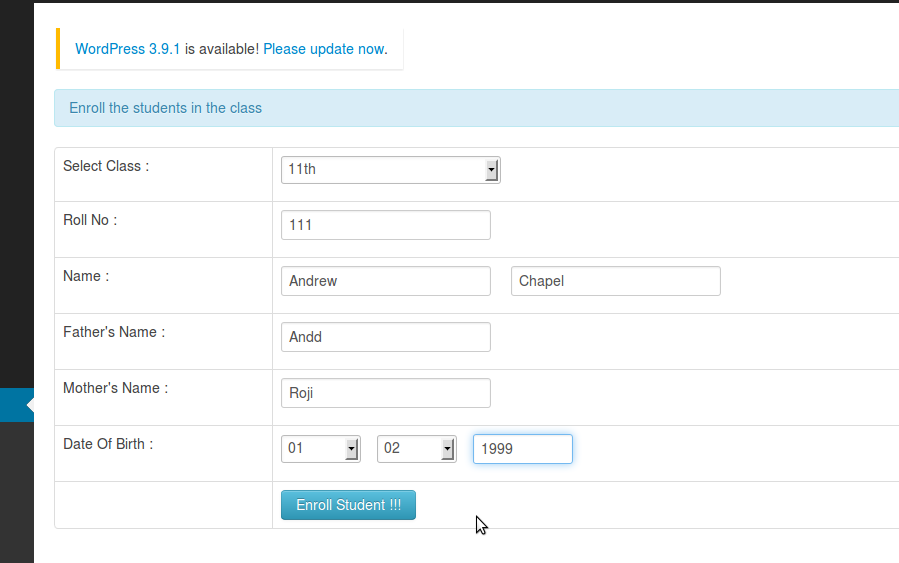 WordPress 3.9.1 is available! Please update now.
Enroll the students in the class
Select Class : 11th
Roll No : 111
Name : Andrew Chapel
Father's Name : Andd
Mother's Name : Roji
Date Of Birth : 01 02 1999
Enroll Student !!!